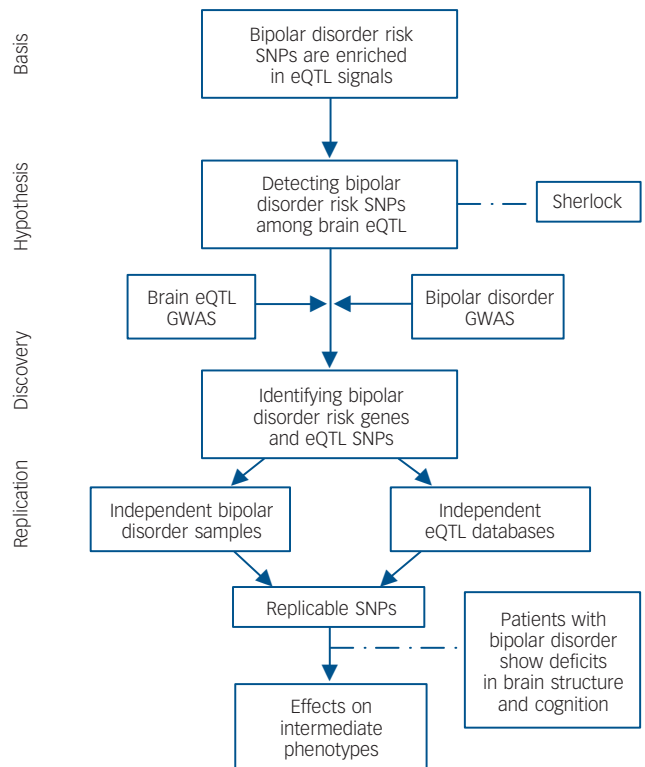 Basis
Bipolar disorder risk
SNPs are enriched
in eQTL signals
Hypothesis
Detecting bipolar
disorder risk SNPs
among brain eQTL
Sherlock
Brain eQTL
GWAS
Bipolar disorder
GWAS
Discovery
Identifying bipolar
disorder risk genes
and eQTL SNPs
Replication
Independent bipolar
disorder samples
Independent
eQTL databases
Replicable SNPs
Patients with
bipolar disorder
show deficits
in brain structure
and cognition
Effects on
intermediate
phenotypes